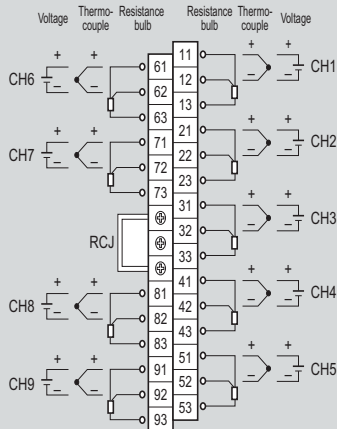 Voltage Thermo-couple Resistance bulb Resistance bulb Thermo-couple Voltage
11
CH1
+ + + +
61
12
CH6
− − − −
62
13
63
21
CH2
+ + + +
71
22
CH7
− − − −
72
23
73
31
CH3
+ +
32
RCJ
− −
33
41
CH4
+ + + +
81
42
CH8
− − − −
82
43
83
51
CH5
+ + + +
91
52
CH9
− − − −
92
53
93